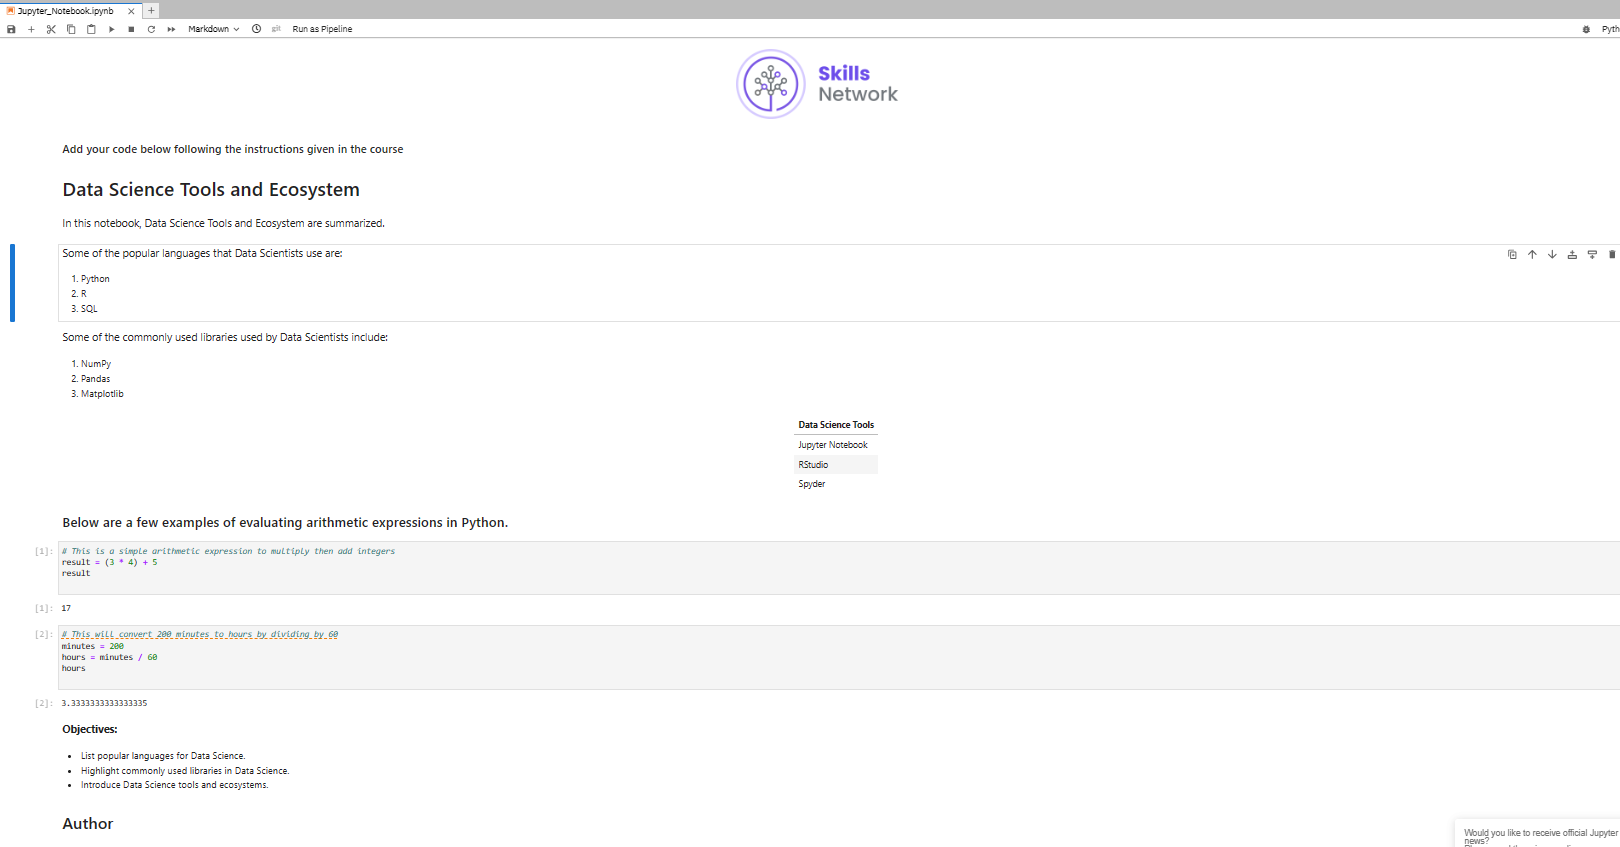 Jupyter_Notebook.ipynb
Markdown
git
Run as Pipeline
Pyth
Skills
Network
Add your code below following the instructions given in the course
Data Science Tools and Ecosystem
In this notebook, Data Science Tools and Ecosystem are summarized.
Some of the popular languages that Data Scientists use are:
1. Python
2. R
3. SQL
Some of the commonly used libraries used by Data Scientists include:
1. NumPy
2. Pandas
3. Matplotlib
Data Science Tools
Jupyter Notebook
RStudio
Spyder
Below are a few examples of evaluating arithmetic expressions in Python.
[1]: # This is a simple arithmetic expression to multiply then add integers
result = (3 * 4) + 5
result
[1]: 17
[2]: # This will convert 200 minutes to hours by dividing by 60
minutes = 200
hours = minutes / 60
hours
[2]: 3.3333333333333335
Objectives:
• List popular languages for Data Science.
• Highlight commonly used libraries in Data Science.
• Introduce Data Science tools and ecosystems.
Author
Would you like to receive official Jupyter
news?